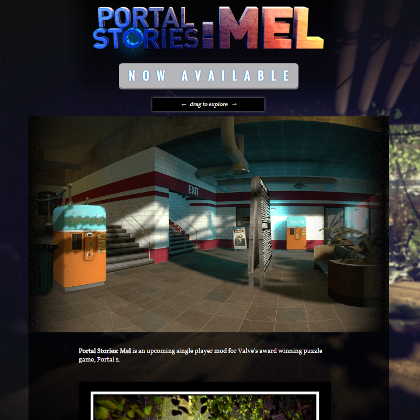 PORTAL
STORIES: MEL
NOW AVAILABLE
← drag to explore →
EXIT
Portal Stories: Mel is an upcoming single player mod for Valve's award winning puzzle
game, Portal 2.